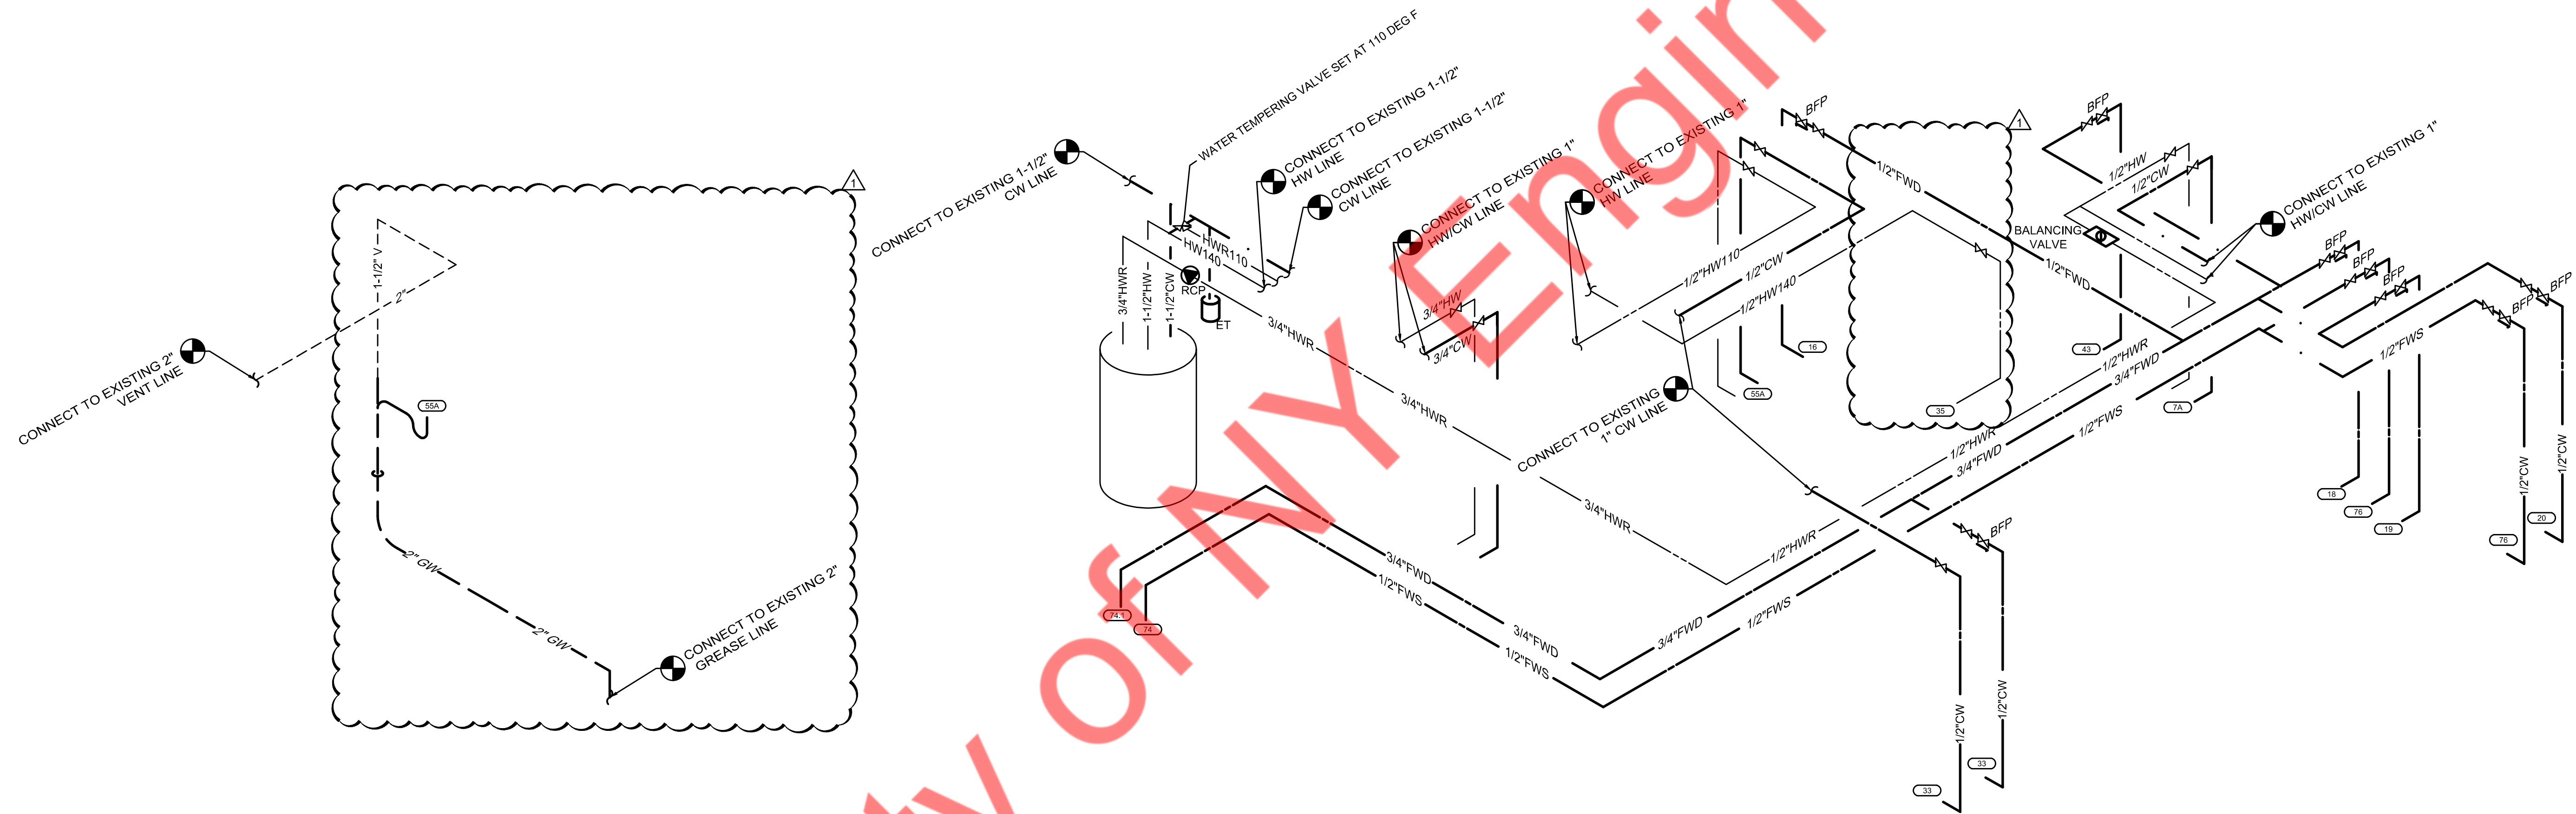 1
1-1/2" V
2"
CONNECT TO EXISTING 2"
VENT LINE
55A
2" GW
2" GW
CONNECT TO EXISTING 2"
GREASE LINE
WATER TEMPERING VALVE SET AT 110 DEG F
CONNECT TO EXISTING 1-1/2"
CW LINE
CONNECT TO EXISTING 1-1/2"
HW LINE
CONNECT TO EXISTING 1-1/2"
CW LINE
HWR110
HW140
3/4"HWR
1-1/2"HW
1-1/2"CW
RCP
ET
3/4"HWR
3/4"HWR
3/4"HWR
CONNECT TO EXISTING 1"
HW/CW LINE
3/4"HW
3/4"CW
CONNECT TO EXISTING 1"
HW LINE
1/2"HW110
1/2"CW
1/2"HW140
CONNECT TO EXISTING
1" CW LINE
55A
16
BFP
1/2"FWD
1
35
1/2"FWD
BFP
1/2"HW
1/2"CW
BALANCING
VALVE
CONNECT TO EXISTING 1"
HW/CW LINE
43
7A
1/2"HWR
3/4"FWD
1/2"FWS
1/2"HWR
3/4"FWD
1/2"HWR
BFP
BFP
BFP
BFP
BFP
1/2"FWS
18
76
19
1/2"CW
1/2"CW
76
20
74.1
74
3/4"FWD
1/2"FWS
3/4"FWD
1/2"FWS
3/4"FWD
1/2"FWS
BFP
1/2"CW
1/2"CW
33
33
ty of NY Engin